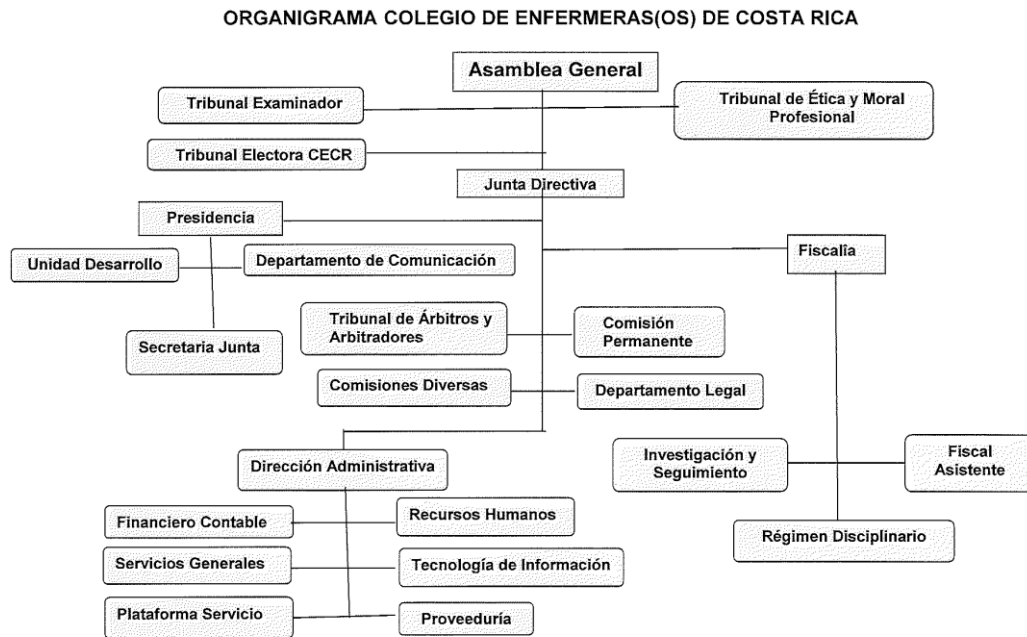 ORGANIGRAMA COLEGIO DE ENFERMERAS(OS) DE COSTA RICA
Asamblea General
Tribunal Examinador
Tribunal de Ética y Moral
Profesional
Tribunal Electora CECR
Junta Directiva
Presidencia
Fiscalîa
Unidad Desarrollo
Departamento de Comunicación
Tribunal de Árbitros y
Arbitradores
Comisión
Permanente
Secretaria Junta
Comisiones Diversas
Departamento Legal
Dirección Administrativa
Investigación y
Seguimiento
Fiscal
Asistente
Financiero Contable
Recursos Humanos
Régimen Disciplinario
Servicios Generales
Tecnología de Información
Plataforma Servicio
Proveeduría